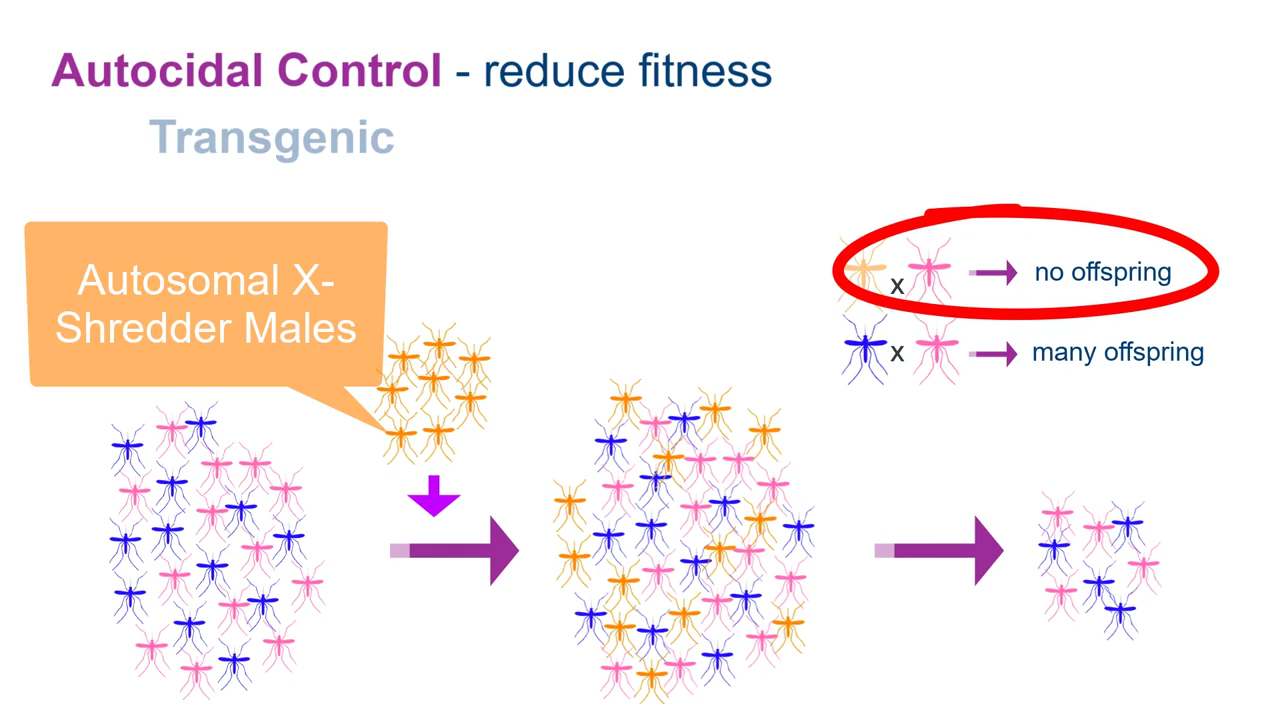 Autocidal Control - reduce fitness
Transgenic
Autosomal X-
Shredder Males
x no offspring
x many offspring